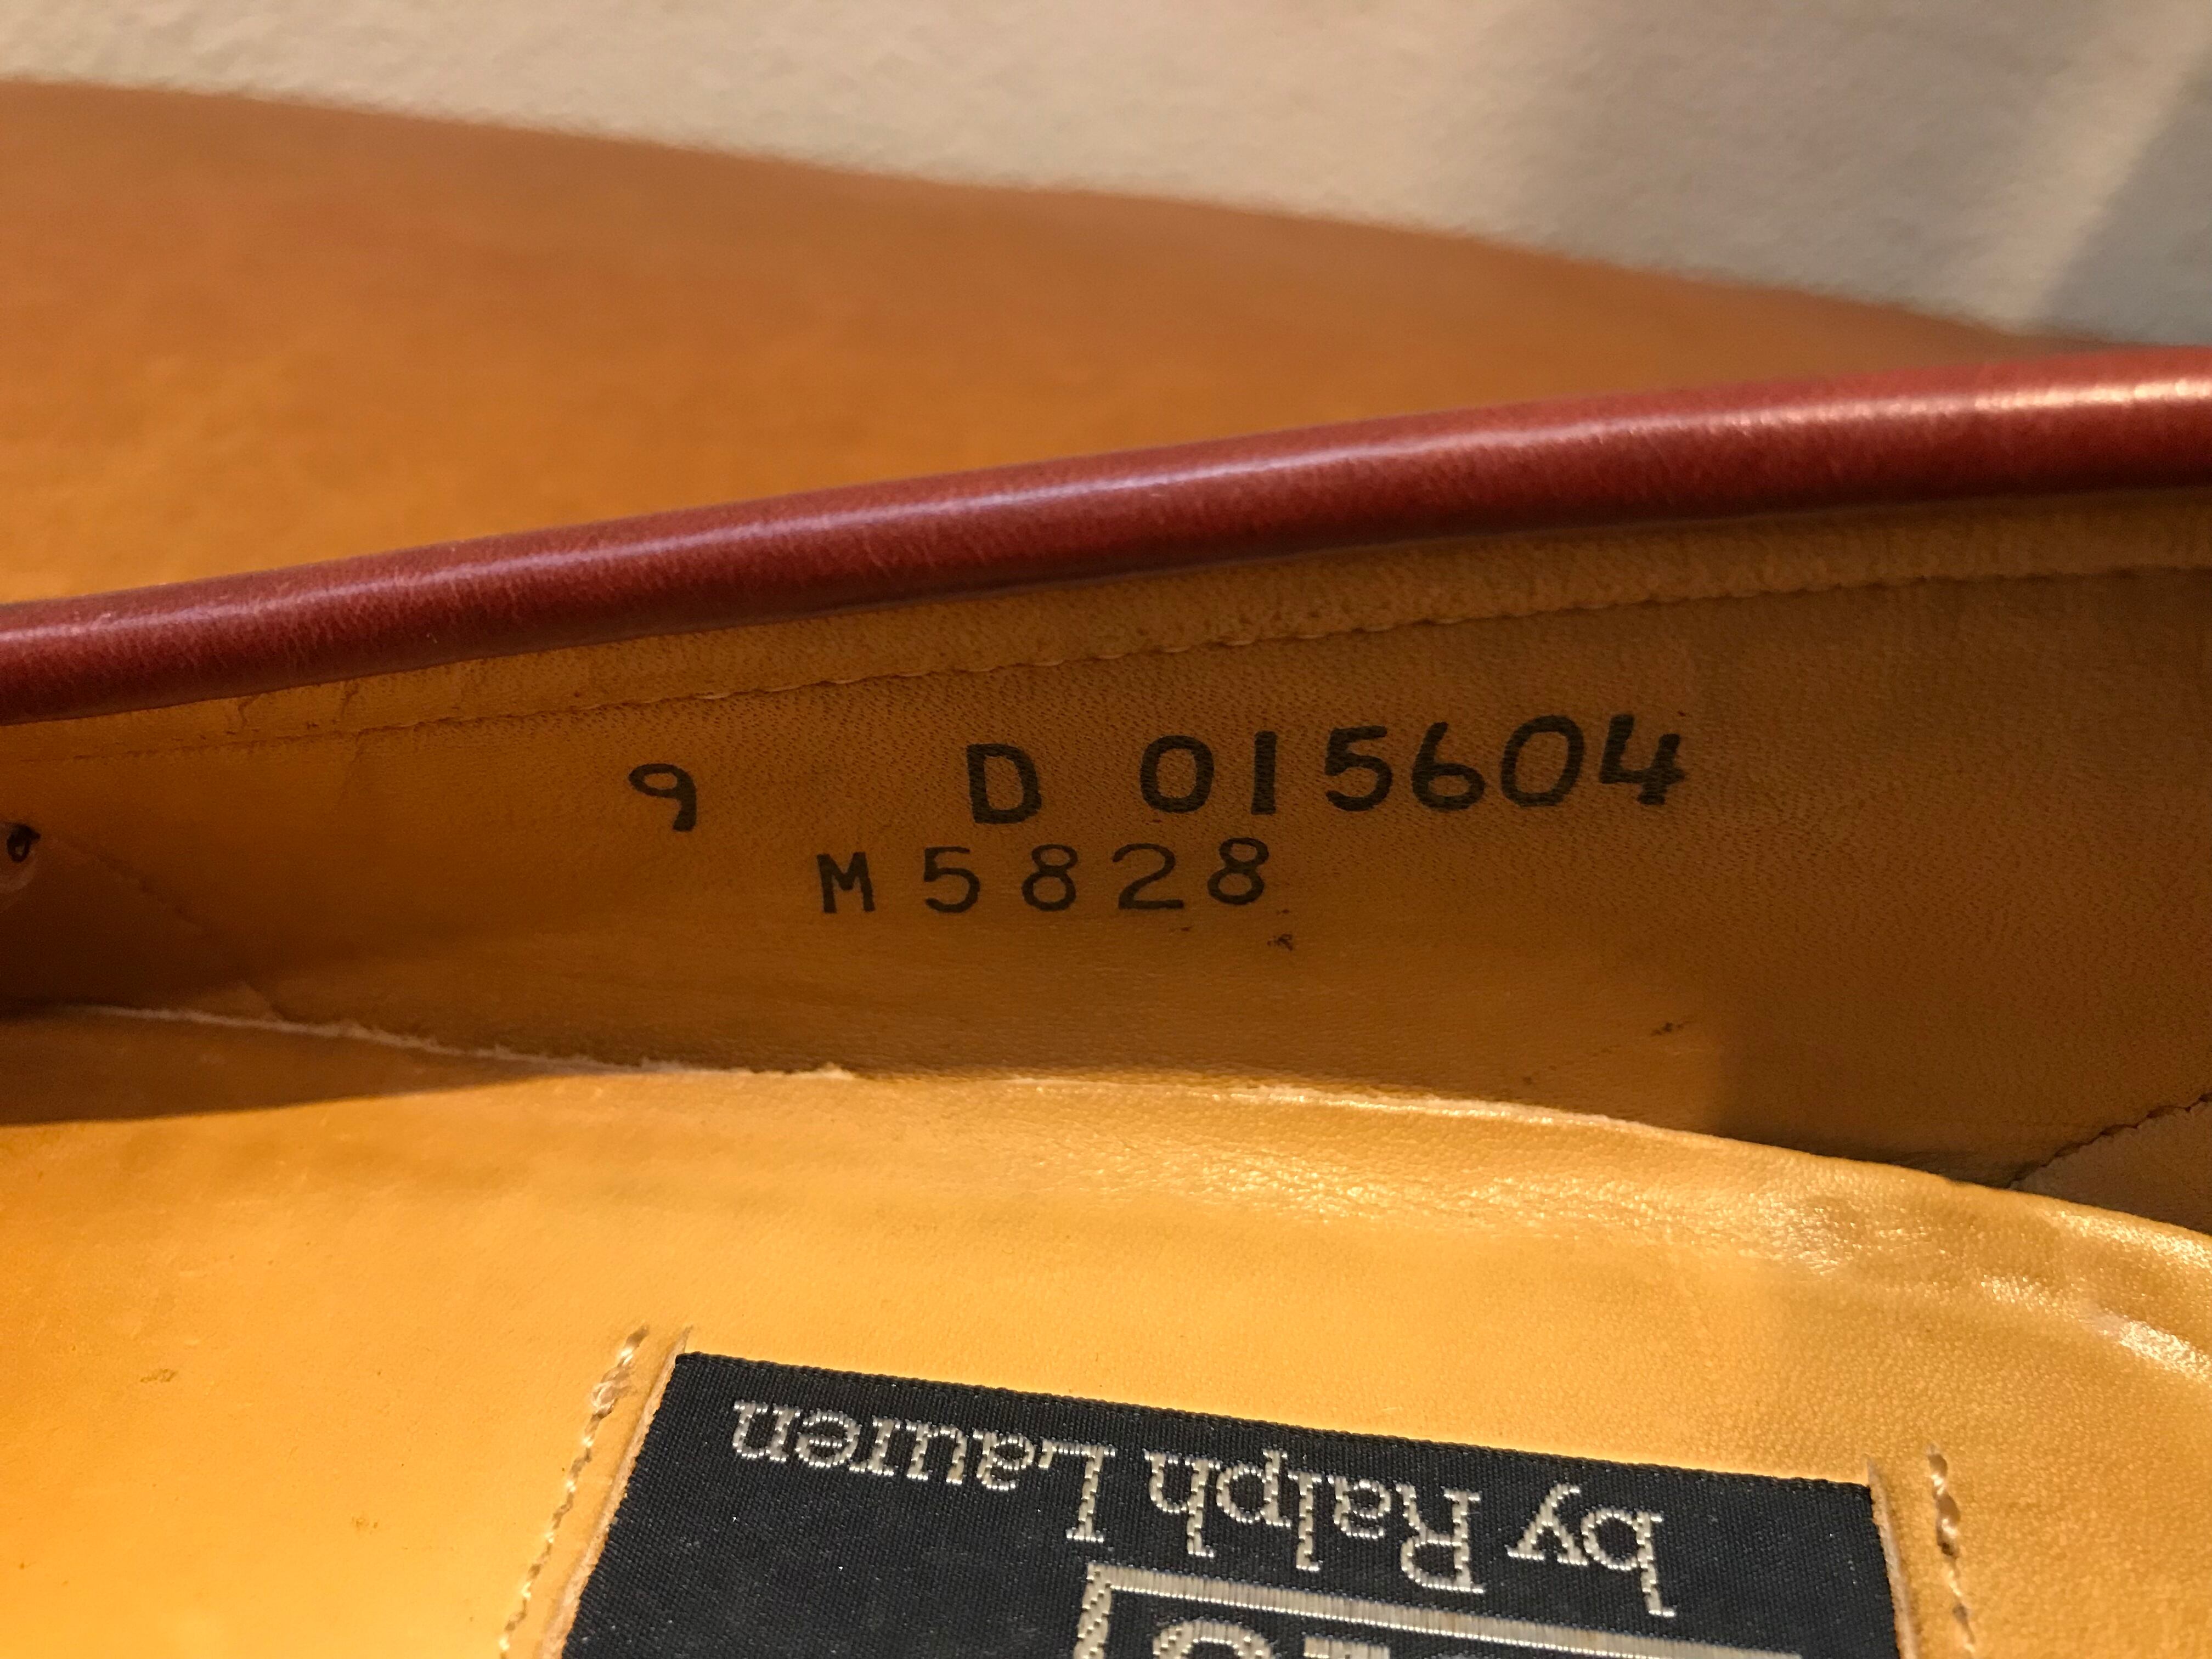 9 D 015604
M5828
by Ralph Lauren